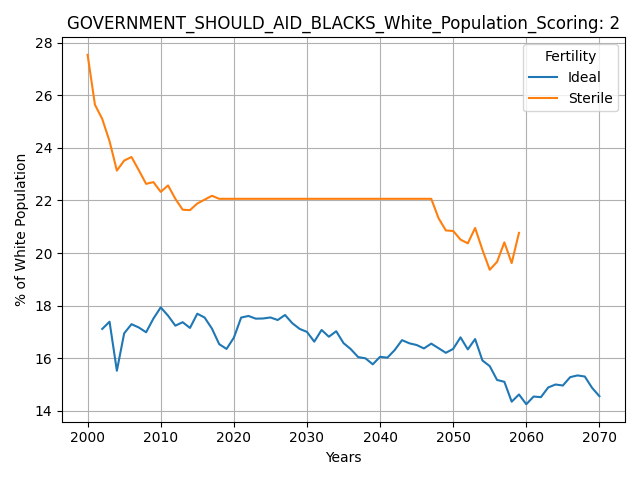 GOVERNMENT_SHOULD_AID_BLACKS_White_Population_Scoring: 2
Fertility
Ideal
Sterile
% of White Population
28
26
24
22
20
18
16
14
2000 2010 2020 2030 2040 2050 2060 2070
Years